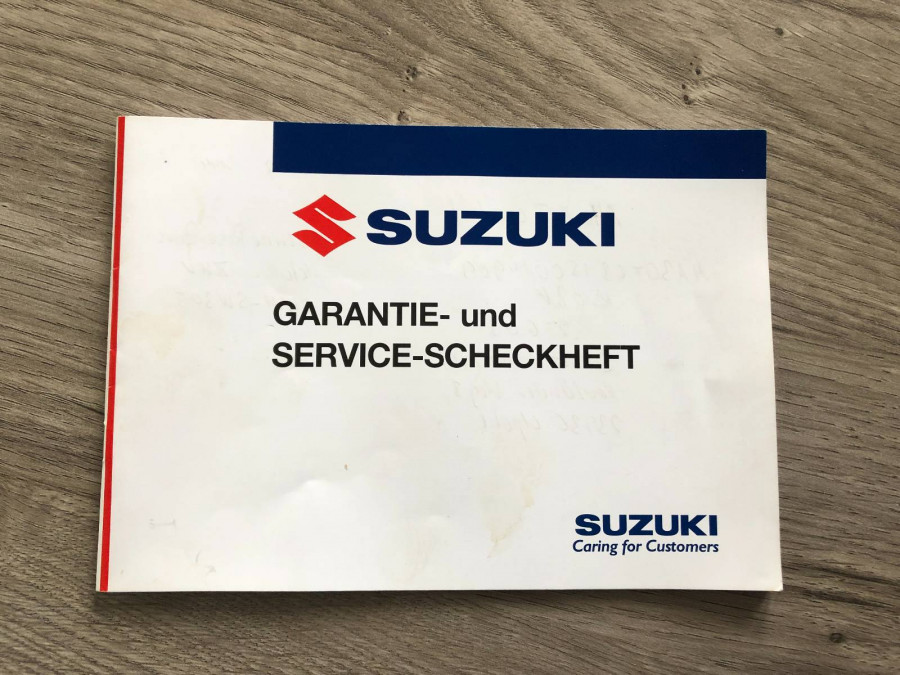 SUZUKI
GARANTIE- und
SERVICE-SCHECKHEFT
SUZUKI
Caring for Customers